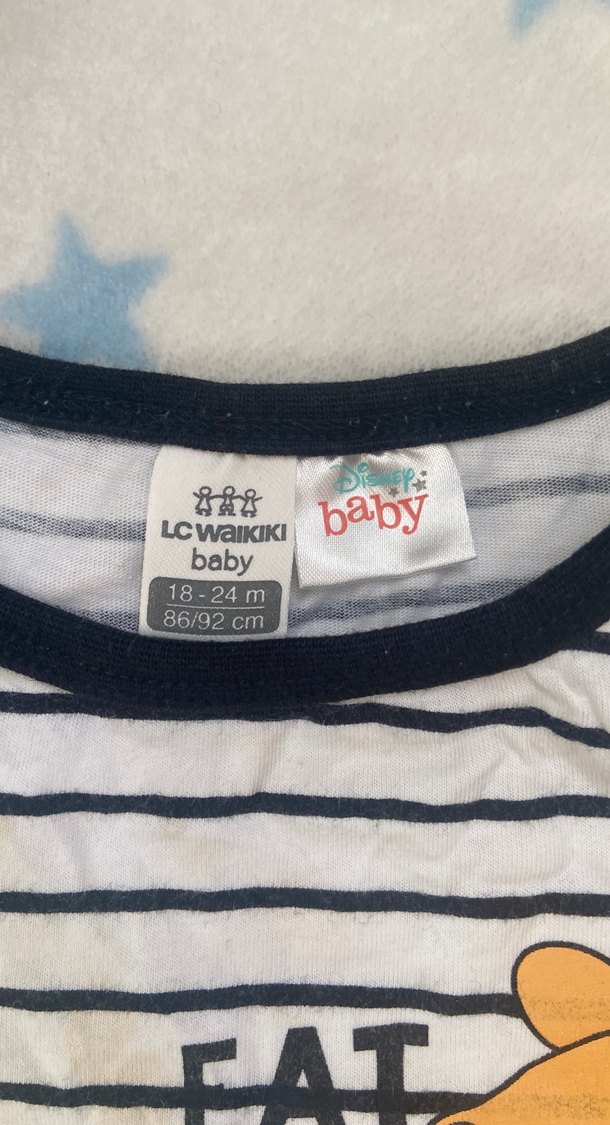 LC WAIKIKI
baby
18 - 24 m
86/92 cm
Disney
baby
EAT